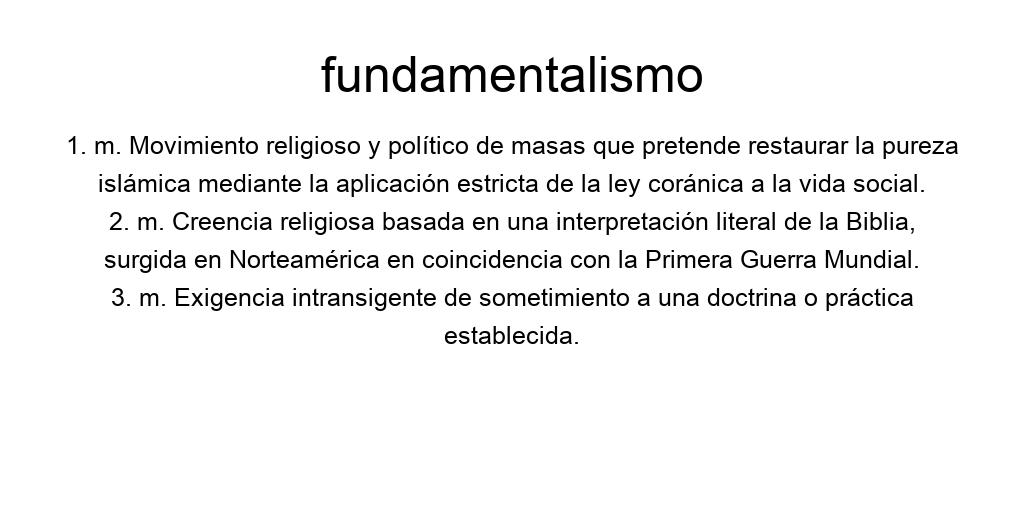 fundamentalismo
1. m. Movimiento religioso y político de masas que pretende restaurar la pureza
islámica mediante la aplicación estricta de la ley coránica a la vida social.
2. m. Creencia religiosa basada en una interpretación literal de la Biblia,
surgida en Norteamérica en coincidencia con la Primera Guerra Mundial.
3. m. Exigencia intransigente de sometimiento a una doctrina o práctica
establecida.